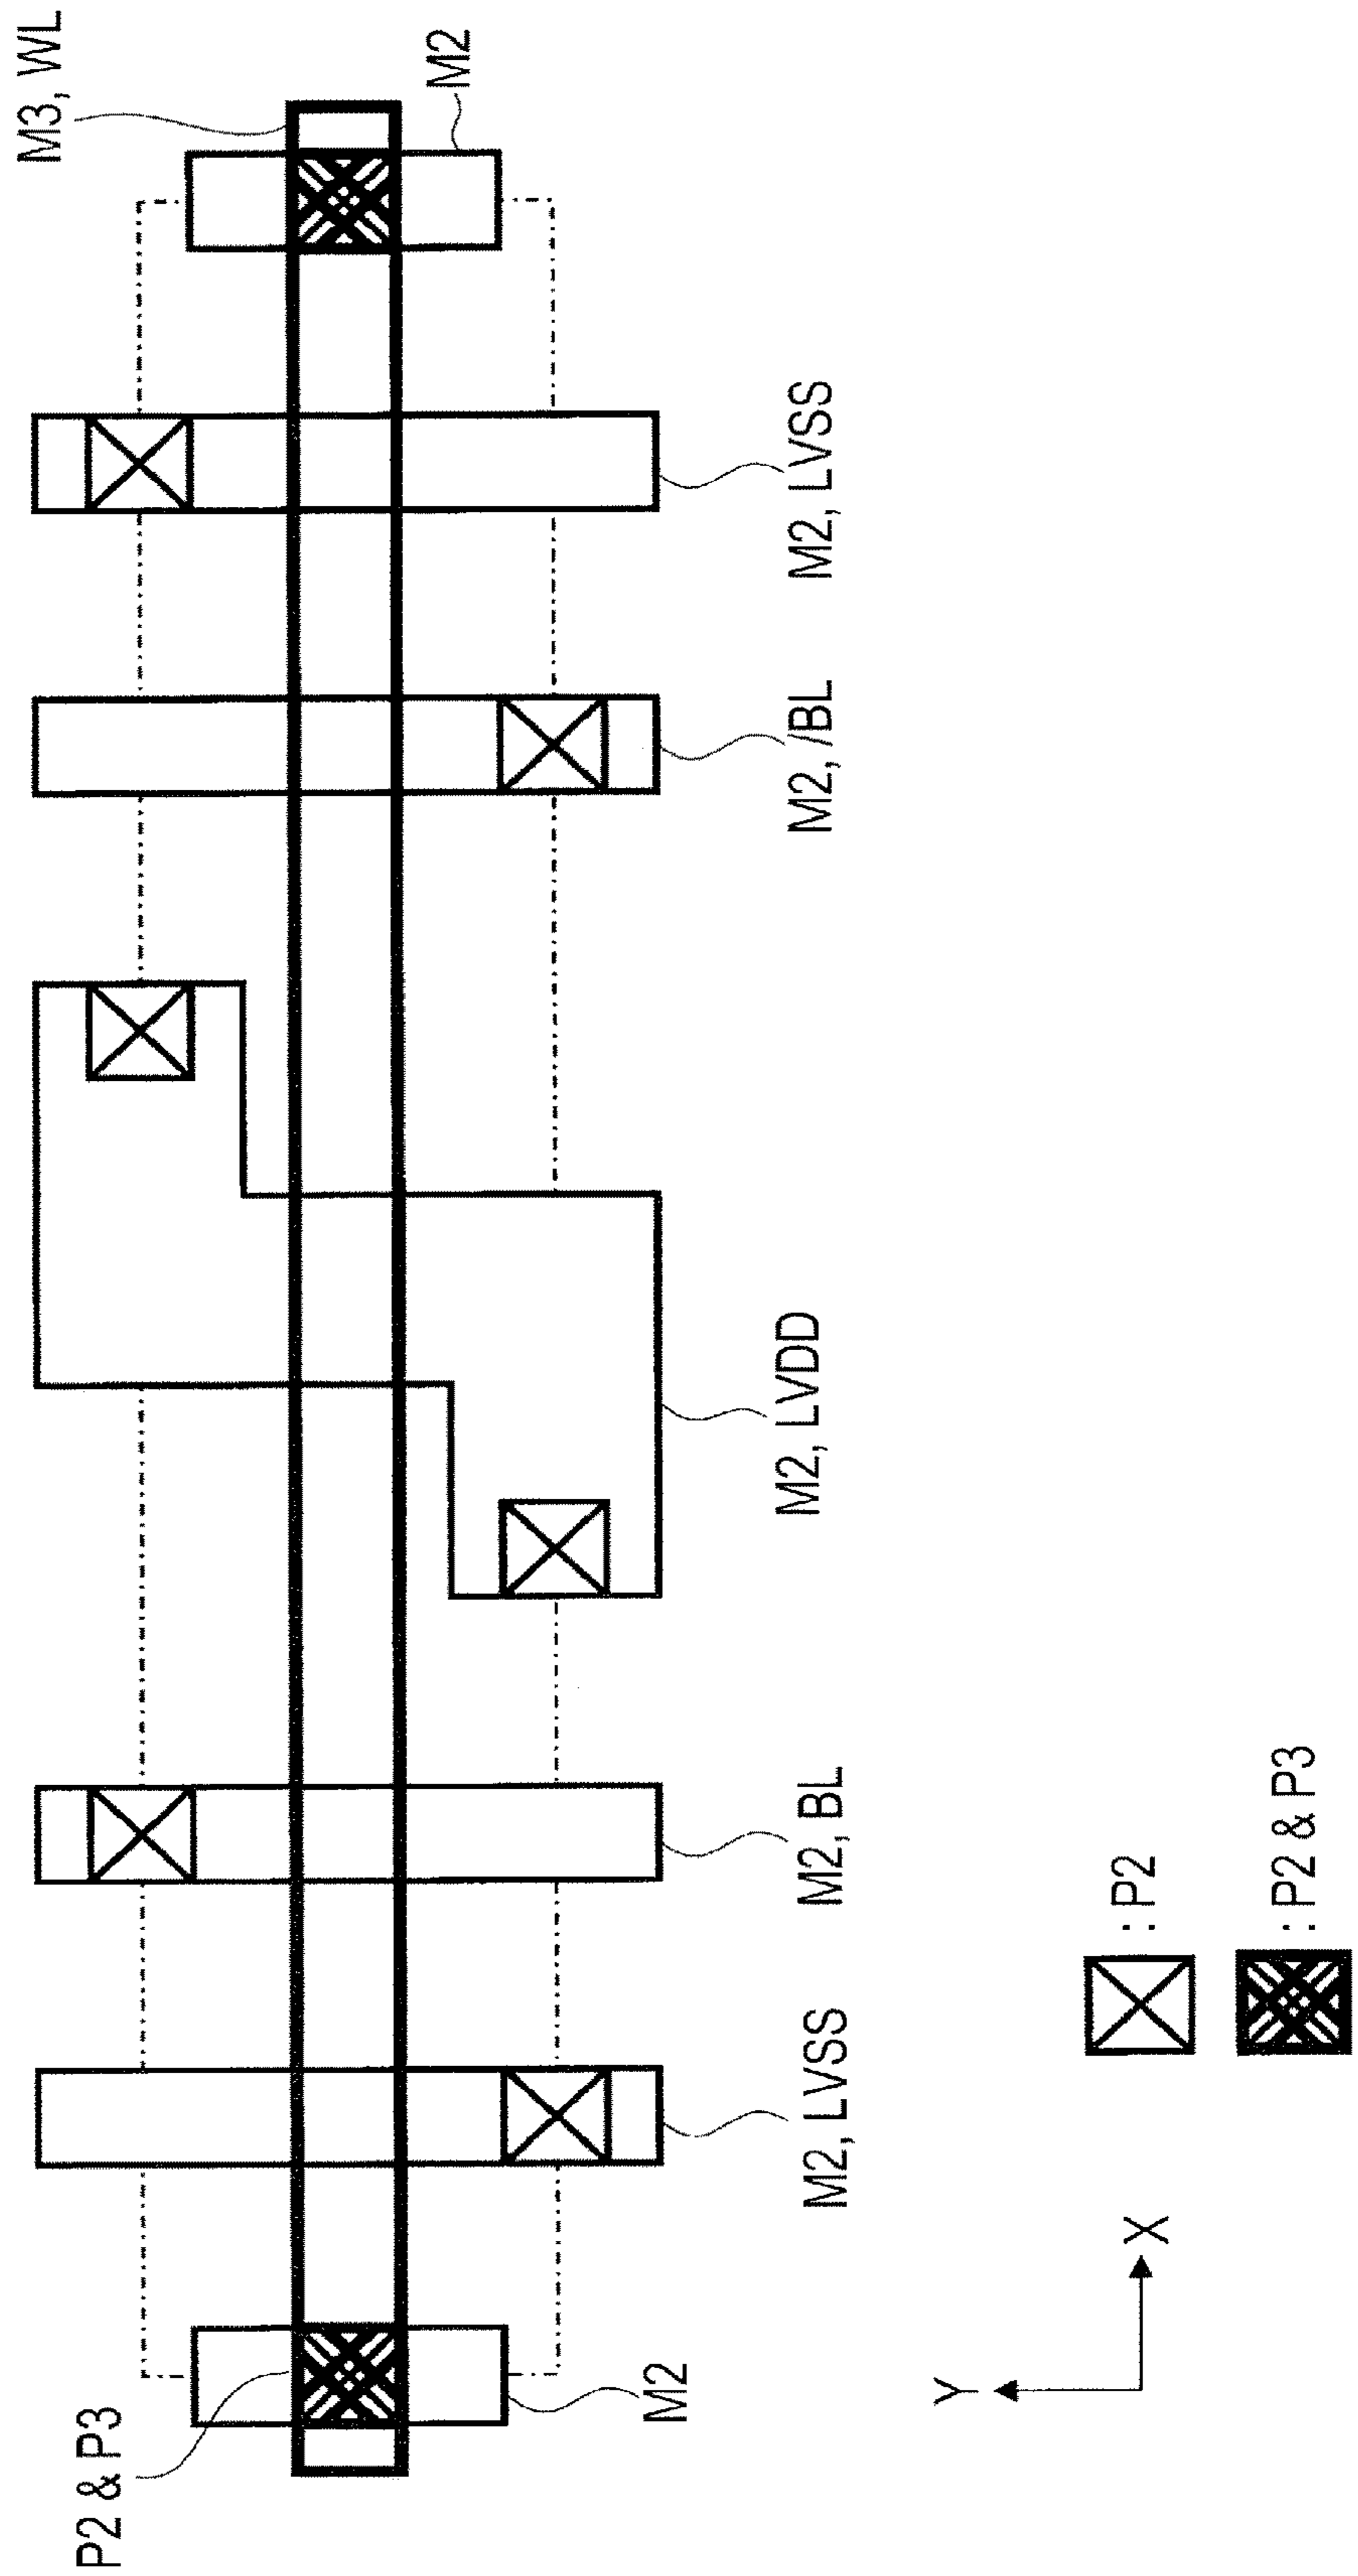 P2 & P3
M3, WL
M2
M2
M2, LVSS
M2, BL
M2, LVDD
M2, /BL
M2, LVSS
Y
X
: P2
: P2 & P3